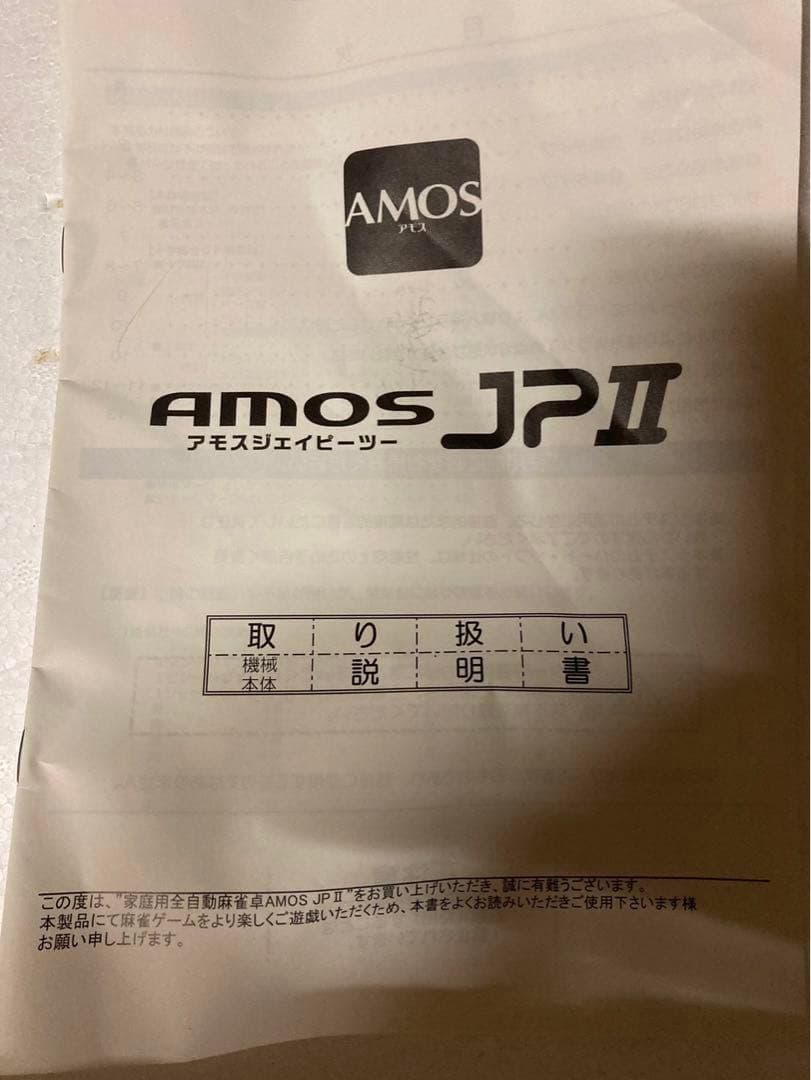 AMOS
アモス
AMOS JPII
アモスジェイピーツー
取り扱い
機械
本体
説明書
この度は、"家庭用全自動麻雀卓AMOS JPⅡ"をお買い上げいただき、誠に有難うございます。
本製品にて麻雀ゲームをより楽しくご遊戯いただくため、本書をよくお読みいただきご使用下さいます様
お願い申し上げます。